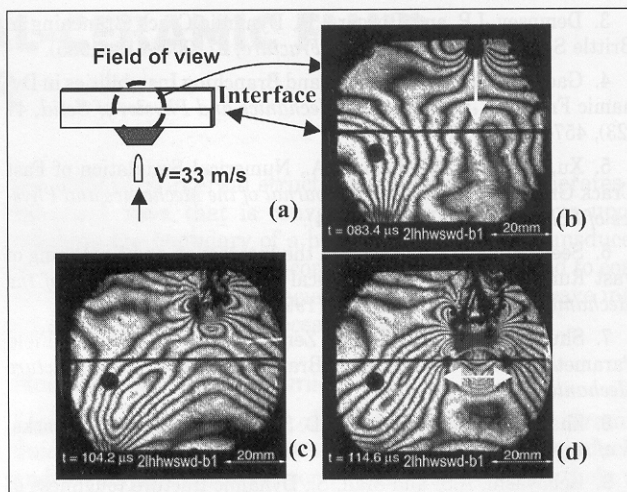 Field of view
Interface
V=33 m/s
(a)
(b)
t = 083.4 µs 2lhhwswd-b1 20mm
(c)
t = 104.2 µs 2lhhwswd-b1 20mm
(d)
t = 114.6 µs 2lhhwswd-b1 20mm